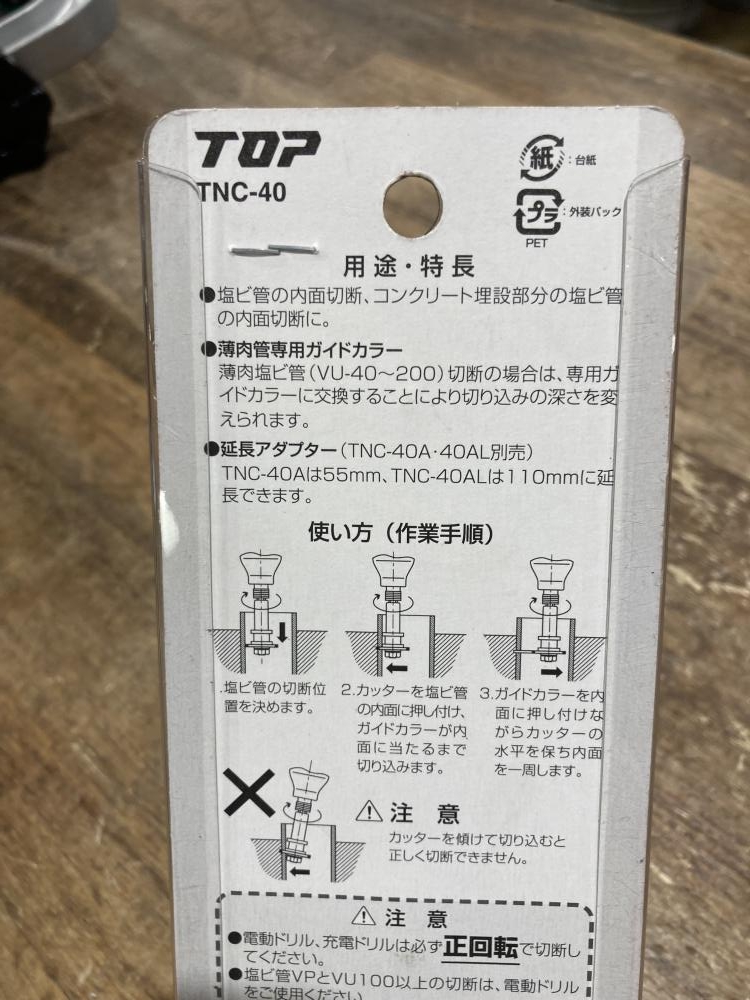 TOP
TNC-40
紙:台紙
プラ:外装パック
PET
用途・特長
●塩ビ管の内面切断、コンクリート埋設部分の塩ビ管
の内面切断に。
●薄肉管専用ガイドカラー
薄肉塩ビ管(VU-40〜200)切断の場合は、専用ガ
イドカラーに交換することにより切り込みの深さを変
えられます。
●延長アダプター(TNC-40A・40AL別売)
TNC-40Aは55mm、TNC-40ALは110mmに延
長できます。
使い方(作業手順)
1.塩ビ管の切断位
置を決めます。
2.カッターを塩ビ管
の内面に押し付け、
ガイドカラーが内
面に当たるまで
切り込みます。
3.ガイドカラーを内
面に押し付けな
がらカッターの
水平を保ち内面
を一周します。
⚠注意
カッターを傾けて切り込むと
正しく切断できません。
⚠注意
●電動ドリル、充電ドリルは必ず正回転で切断し
てください。
●塩ビ管VPとVU100以上の切断は、電動ドリル
をご使用ください